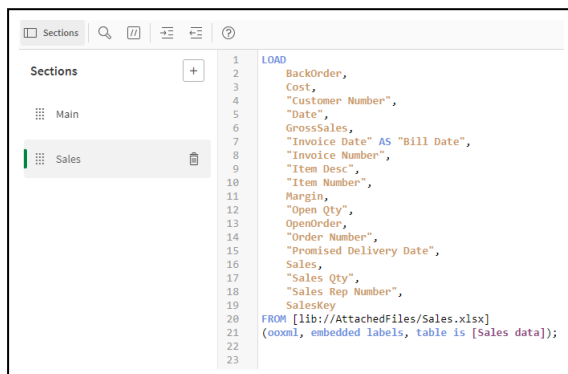 Sections
Sections
+
Main
Sales
1 LOAD
2 BackOrder,
3 Cost,
4 "Customer Number",
5 "Date",
6 GrossSales,
7 "Invoice Date" AS "Bill Date",
8 "Invoice Number",
9 "Item Desc",
10 "Item Number",
11 Margin,
12 "Open Qty",
13 OpenOrder,
14 "Order Number",
15 "Promised Delivery Date",
16 Sales,
17 "Sales Qty",
18 "Sales Rep Number",
19 SalesKey
20 FROM [lib://AttachedFiles/Sales.xlsx]
21 (ooxml, embedded labels, table is [Sales data]);
22
23